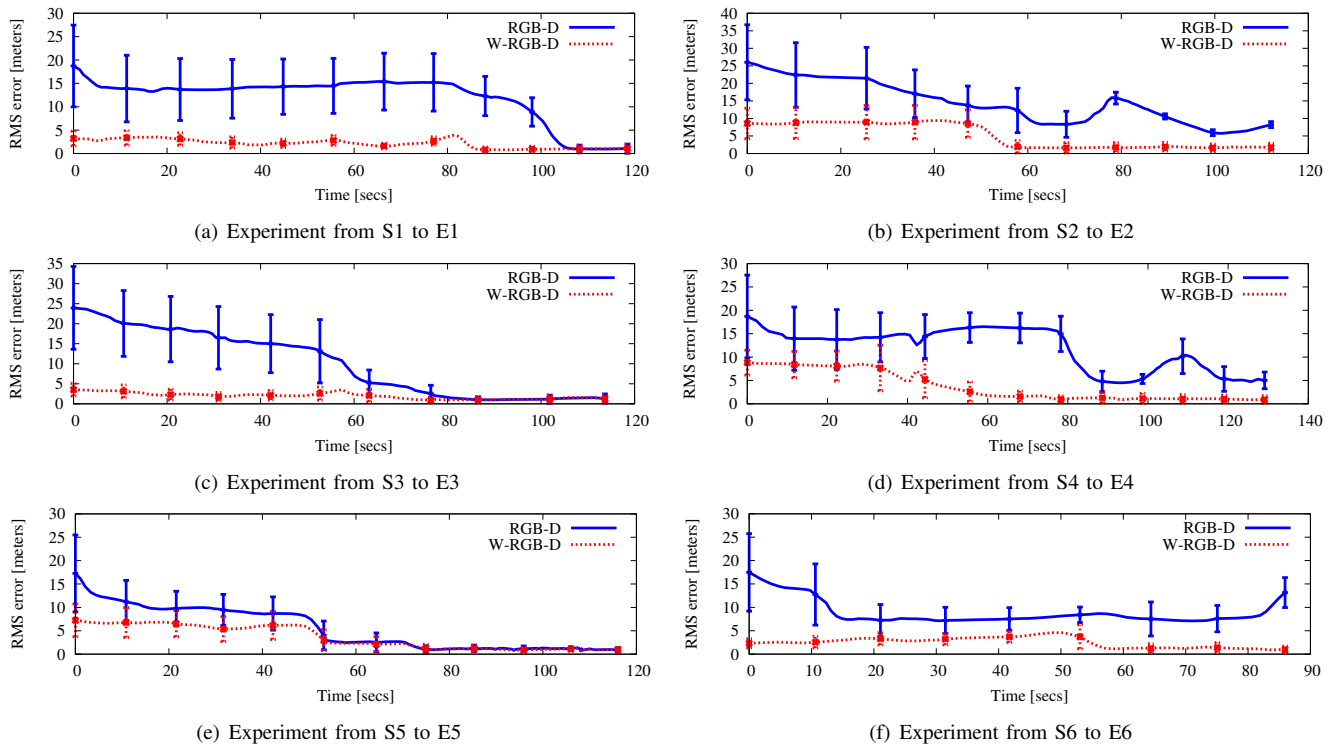 30
25
20
15
10
5
0
RMS error [meters]
0 20 40 60 80 100 120
Time [secs]
RGB-D
W-RGB-D
(a) Experiment from S1 to E1
40
35
30
25
20
15
10
5
0
RMS error [meters]
0 20 40 60 80 100 120
Time [secs]
RGB-D
W-RGB-D
(b) Experiment from S2 to E2
35
30
25
20
15
10
5
0
RMS error [meters]
0 20 40 60 80 100 120
Time [secs]
RGB-D
W-RGB-D
(c) Experiment from S3 to E3
30
25
20
15
10
5
0
RMS error [meters]
0 20 40 60 80 100 120 140
Time [secs]
RGB-D
W-RGB-D
(d) Experiment from S4 to E4
30
25
20
15
10
5
0
RMS error [meters]
0 20 40 60 80 100 120
Time [secs]
RGB-D
W-RGB-D
(e) Experiment from S5 to E5
30
25
20
15
10
5
0
RMS error [meters]
0 10 20 30 40 50 60 70 80 90
Time [secs]
RGB-D
W-RGB-D
(f) Experiment from S6 to E6